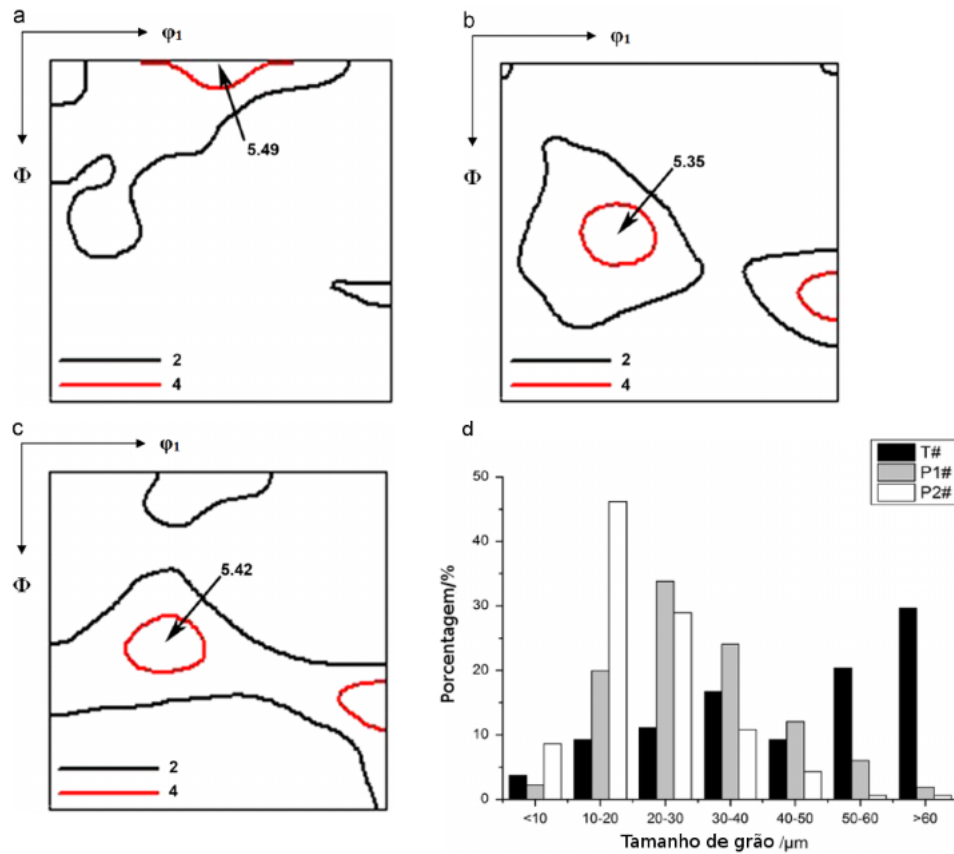 a
φ₁
Φ
5.49
2
4
b
φ₁
Φ
5.35
2
4
c
φ₁
Φ
5.42
2
4
d
T#
P1#
P2#
Porcentagem/%
50
40
30
20
10
0
<10 10-20 20-30 30-40 40-50 50-60 >60
Tamanho de grão /µm